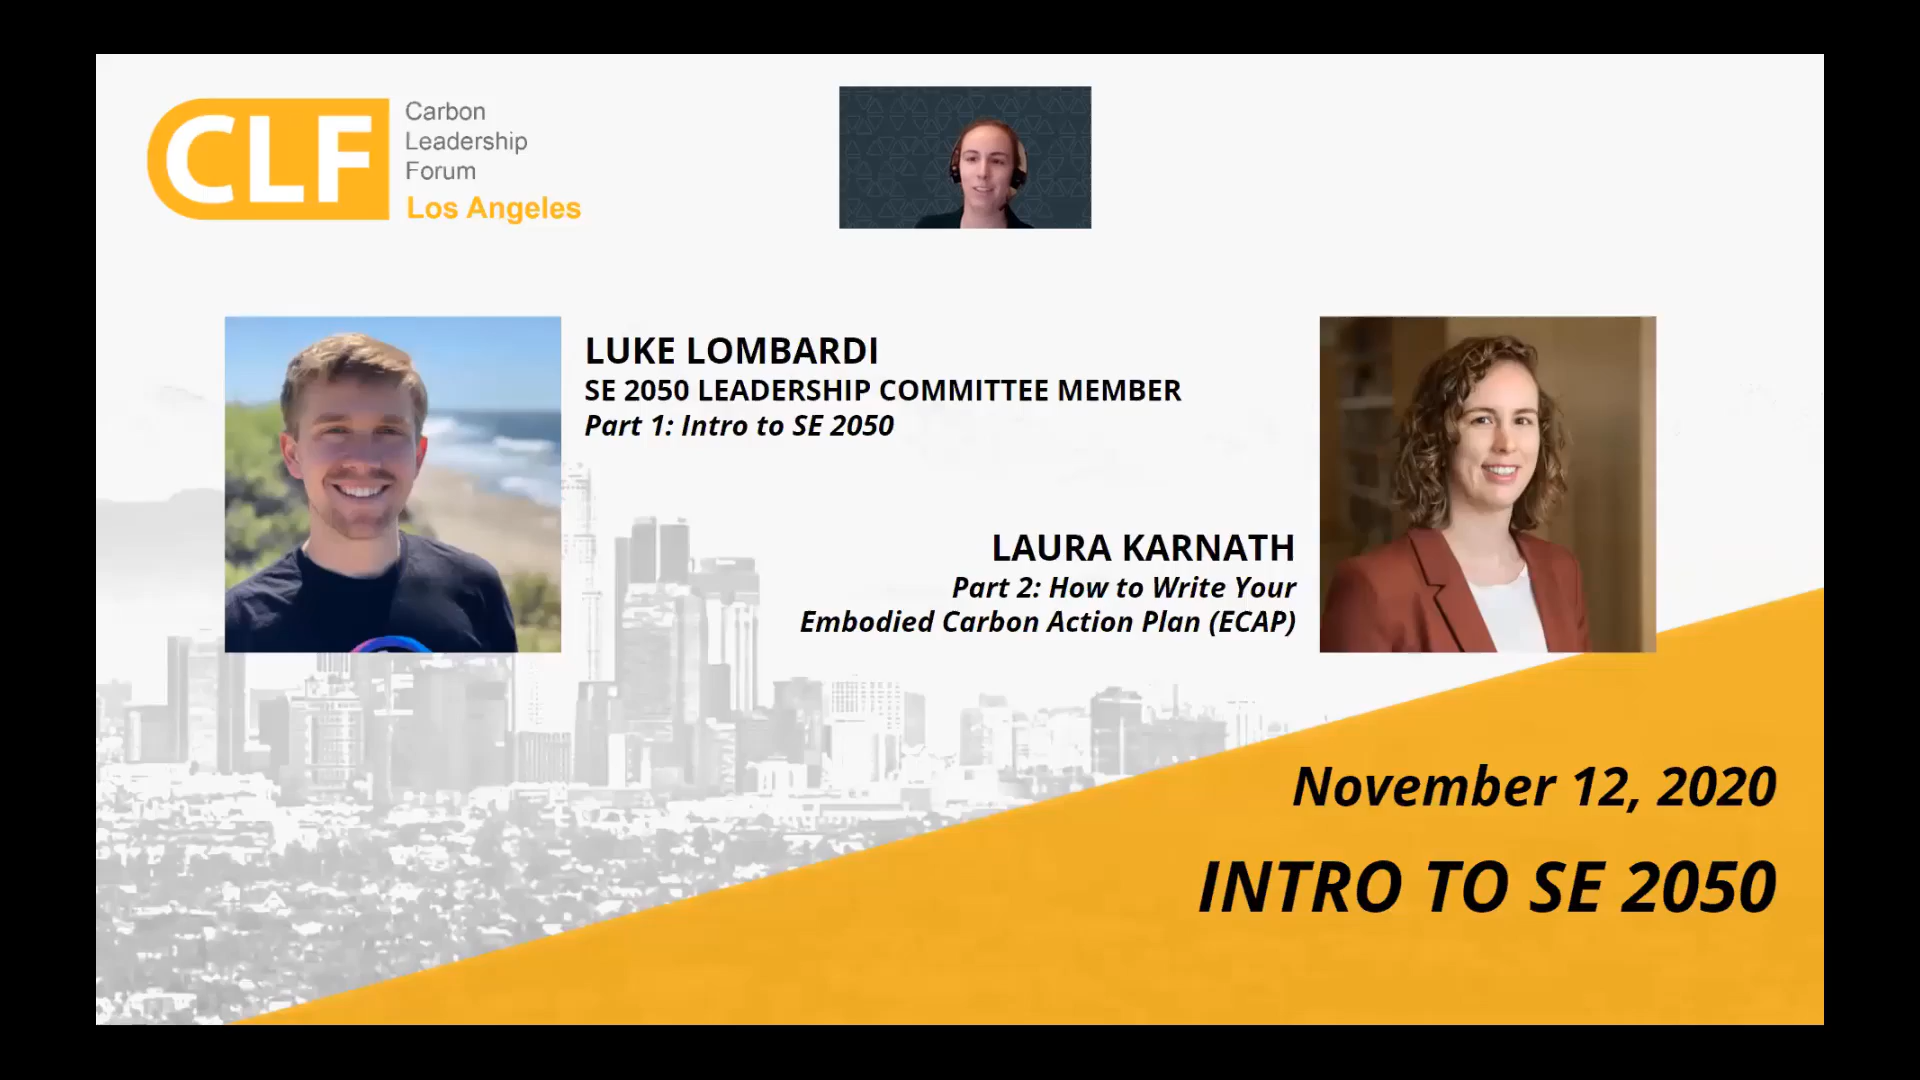 CLF
Carbon
Leadership
Forum
Los Angeles
LUKE LOMBARDI
SE 2050 LEADERSHIP COMMITTEE MEMBER
Part 1: Intro to SE 2050
LAURA KARNATH
Part 2: How to Write Your
Embodied Carbon Action Plan (ECAP)
November 12, 2020
INTRO TO SE 2050